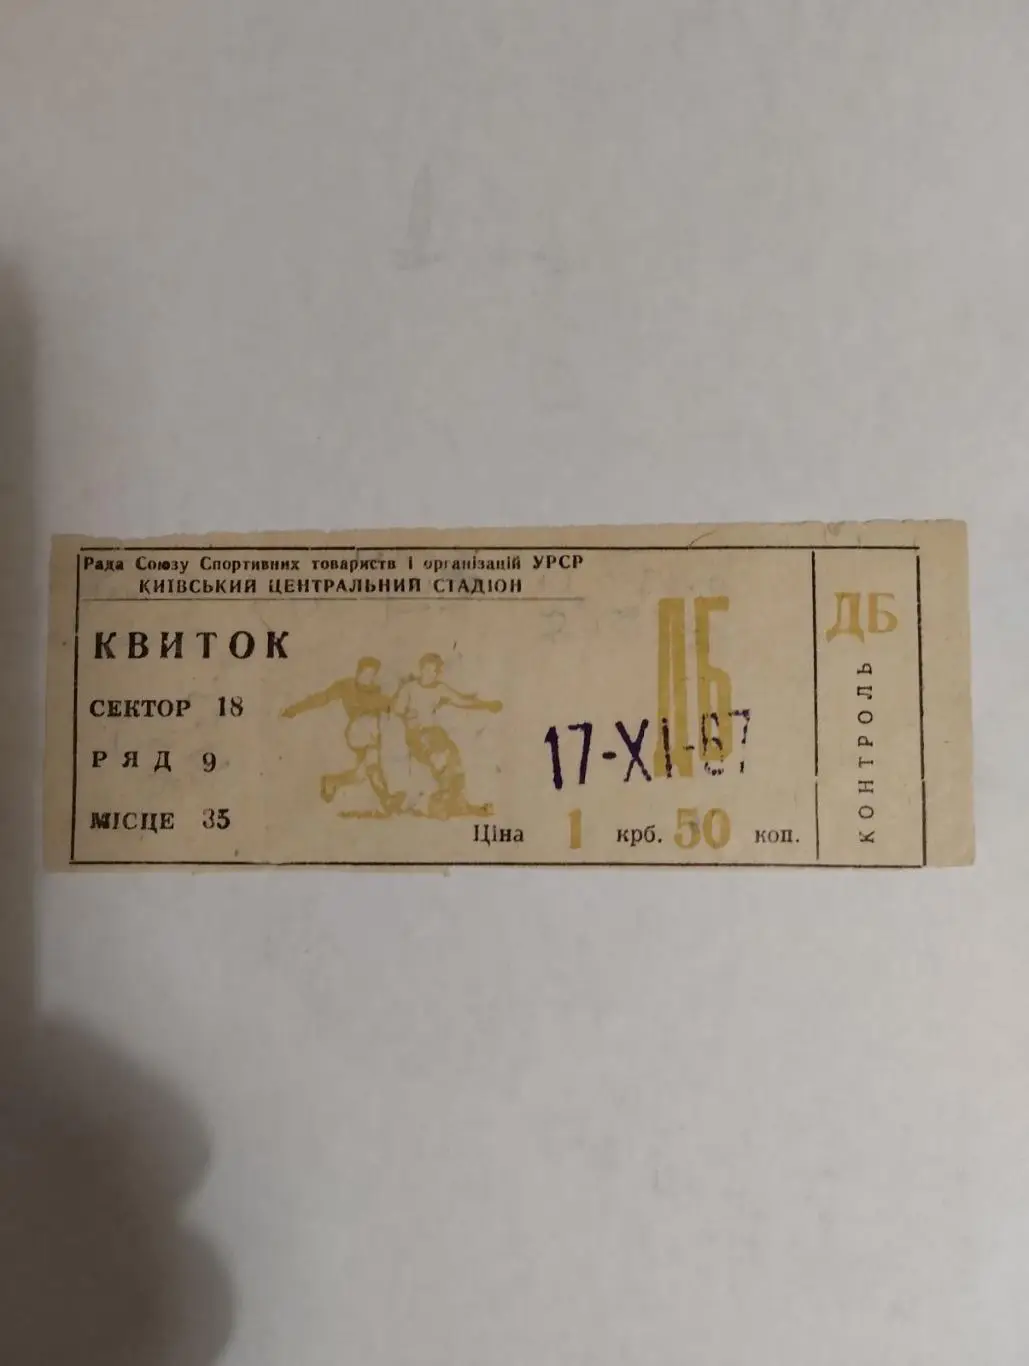 Рада Союзу Спортивних товариств і організацій УРСР
КИЇВСЬКИЙ ЦЕНТРАЛЬНИЙ СТАДІОН
КВИТОК
СЕКТОР 18
РЯД 9
МІСЦЕ 35
ДБ
17-XI-67
Ціна 1 крб. 50 коп.
ДБ
КОНТРОЛЬ